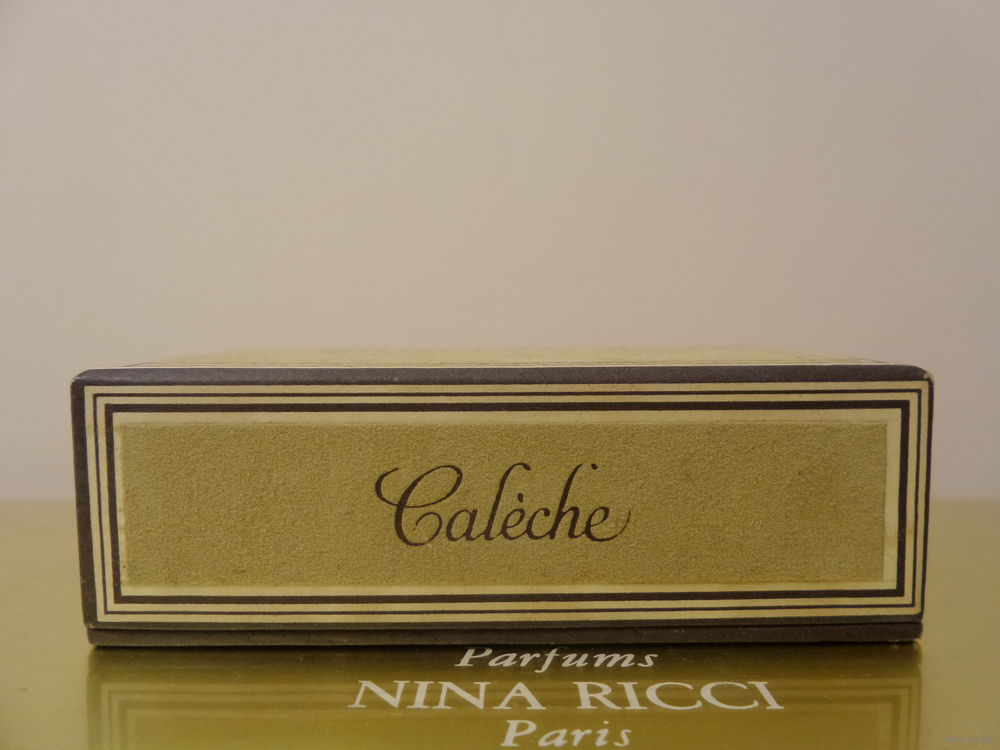 Calèche
Parfums
NINA RICCI
Paris